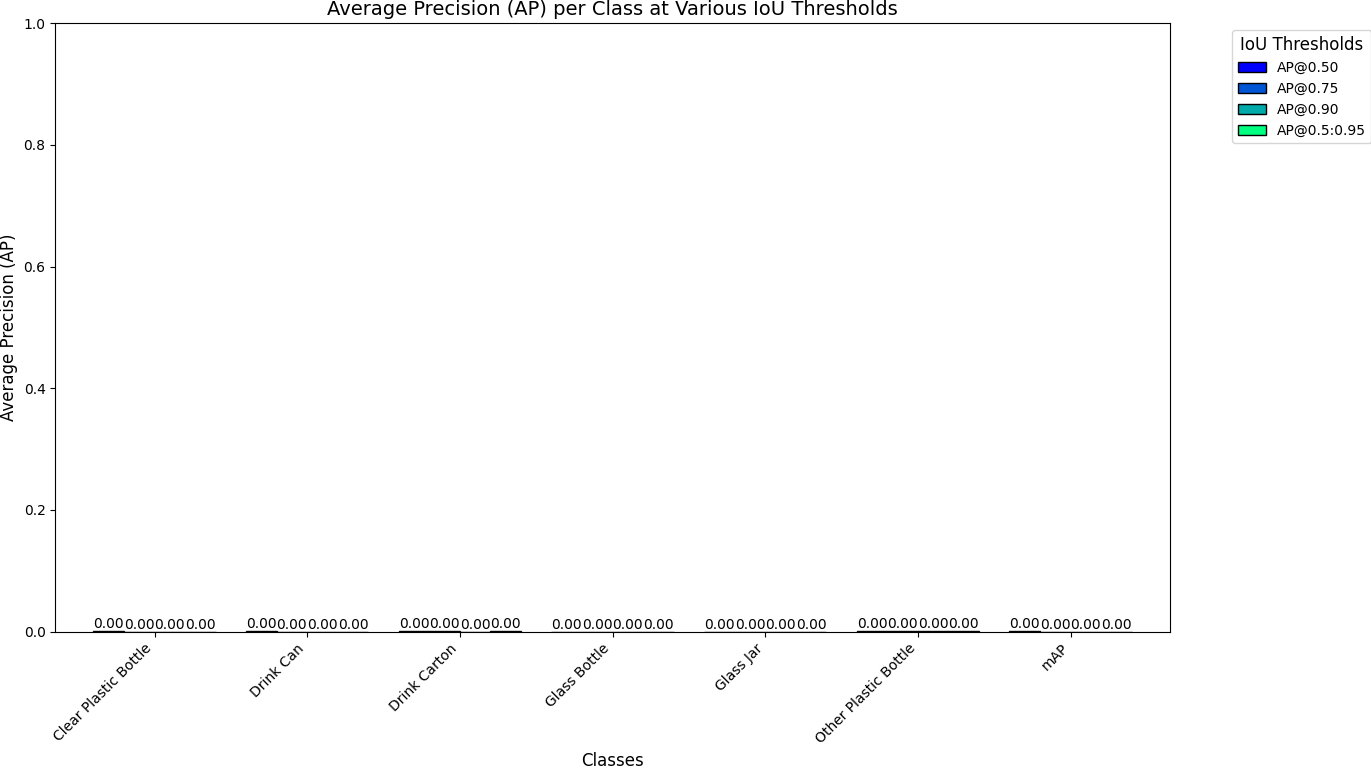 Average Precision (AP) per Class at Various IoU Thresholds
IoU Thresholds
AP@0.50
AP@0.75
AP@0.90
AP@0.5:0.95
Average Precision (AP)
1.0
0.8
0.6
0.4
0.2
0.0
0.00 0.00 0.00 0.00 0.00 0.00 0.00 0.00 0.00 0.00 0.00 0.00 0.00 0.00 0.00 0.00 0.00 0.00 0.00 0.00 0.00 0.00 0.00 0.00 0.00 0.00 0.00 0.00
Clear Plastic Bottle
Drink Can
Drink Carton
Glass Bottle
Glass Jar
Other Plastic Bottle
mAP
Classes